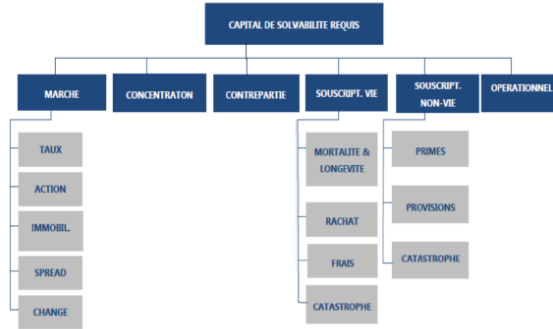 CAPITAL DE SOLVABILITE REQUIS
MARCHE
CONCENTRATON
CONTREPARTIE
SOUSCRIPT. VIE
SOUSCRIPT.
NON-VIE
OPERATIONNEL
TAUX
ACTION
IMMOBIL.
SPREAD
CHANGE
MORTALITE &
LONGEVITE
RACHAT
FRAIS
CATASTROPHE
PRIMES
PROVISIONS
CATASTROPHE